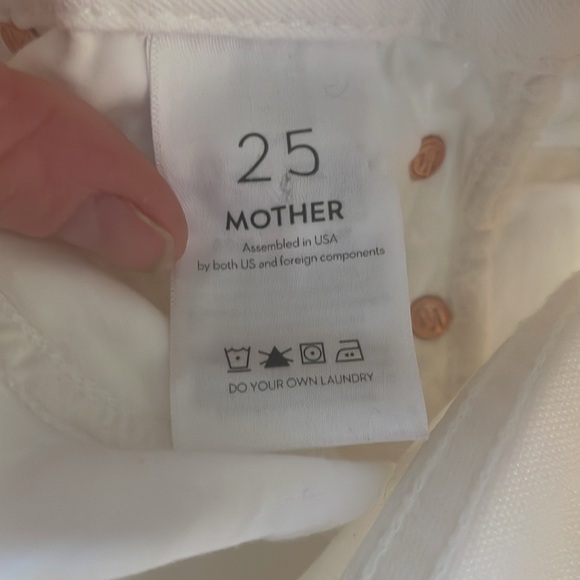 25
MOTHER
Assembled in USA
by both US and foreign components
DO YOUR OWN LAUNDRY